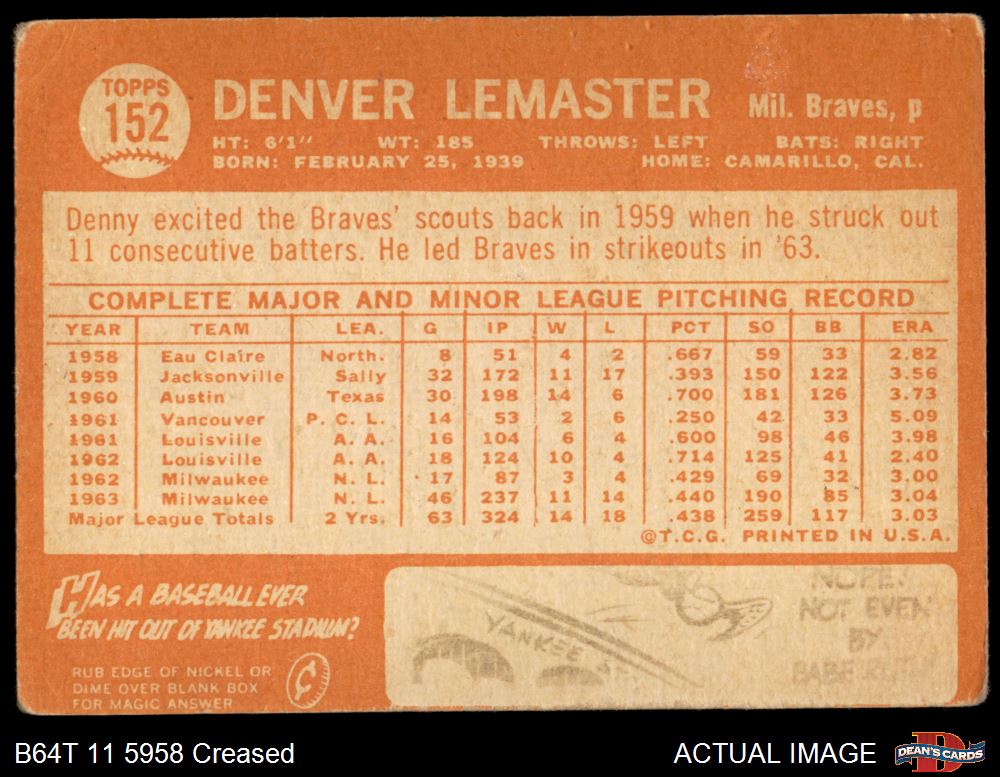 TOPPS
152
DENVER LEMASTER Mil. Braves, p
HT: 6'1" WT: 185 THROWS: LEFT BATS: RIGHT
BORN: FEBRUARY 25, 1939 HOME: CAMARILLO, CAL.
Denny excited the Braves' scouts back in 1959 when he struck out
11 consecutive batters. He led Braves in strikeouts in '63.
COMPLETE MAJOR AND MINOR LEAGUE PITCHING RECORD
YEAR TEAM LEA. G IP W L PCT SO BB ERA
1958 Eau Claire North. 8 51 4 2 .667 59 33 2.82
1959 Jacksonville Sally 32 172 11 17 .393 150 122 3.56
1960 Austin Texas 30 198 14 6 .700 181 126 3.73
1961 Vancouver P. C. L. 14 53 2 6 .250 42 33 5.09
1961 Louisville A. A. 16 104 6 4 .600 98 46 3.98
1962 Louisville A. A. 18 124 10 4 .714 125 41 2.40
1962 Milwaukee N. L. 17 87 3 4 .429 69 32 3.00
1963 Milwaukee N. L. 46 237 11 14 .440 190 85 3.04
Major League Totals 2 Yrs. 63 324 14 18 .438 259 117 3.03
©T.C.G. PRINTED IN U.S.A.
HAS A BASEBALL EVER
BEEN HIT OUT OF YANKEE STADIUM?
RUB EDGE OF NICKEL OR
DIME OVER BLANK BOX
FOR MAGIC ANSWER
YANKEE
NOPE.
NOT EVEN
BY
BABE RUTH!
B64T 11 5958 Creased
ACTUAL IMAGE
DEAN'S CARDS